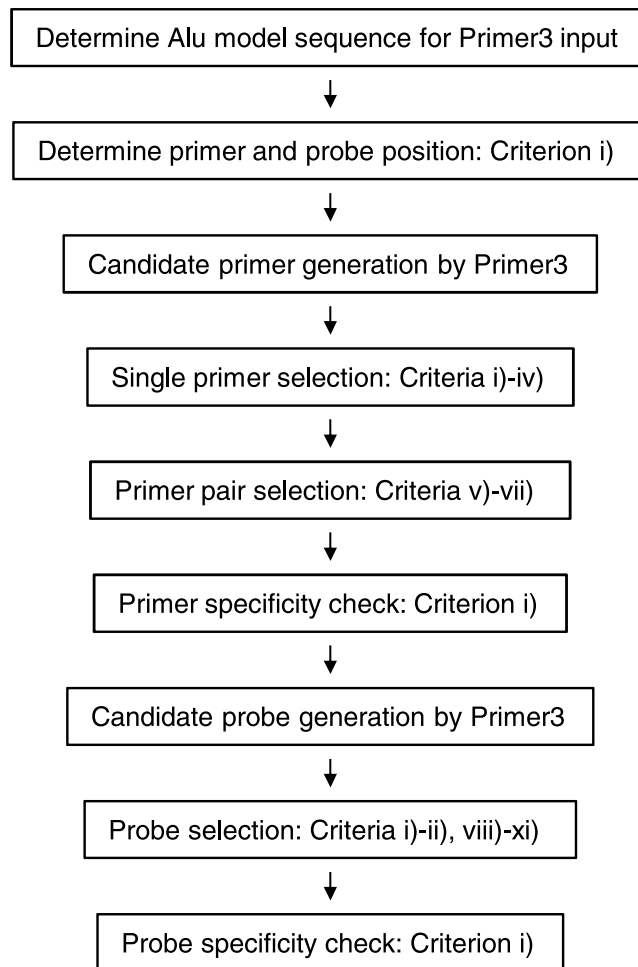 Determine Alu model sequence for Primer3 input
Determine primer and probe position: Criterion i)
Candidate primer generation by Primer3
Single primer selection: Criteria i)-iv)
Primer pair selection: Criteria v)-vii)
Primer specificity check: Criterion i)
Candidate probe generation by Primer3
Probe selection: Criteria i)-ii), viii)-xi)
Probe specificity check: Criterion i)